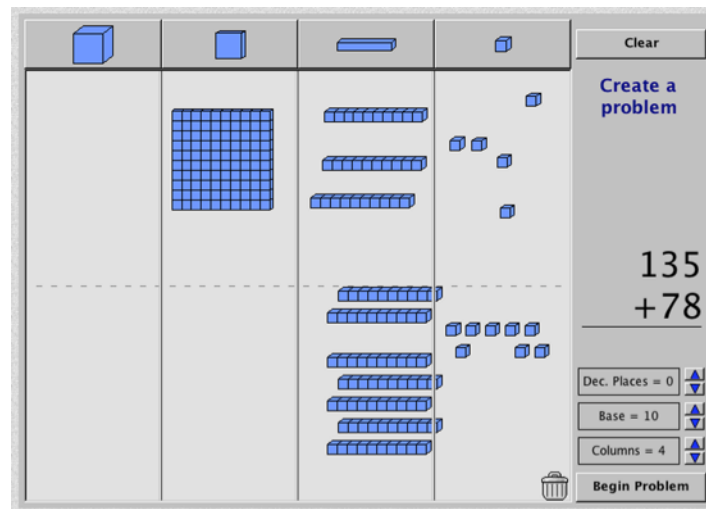 Clear
Create a
problem
135
+78
Dec. Places = 0
Base = 10
Columns = 4
Begin Problem